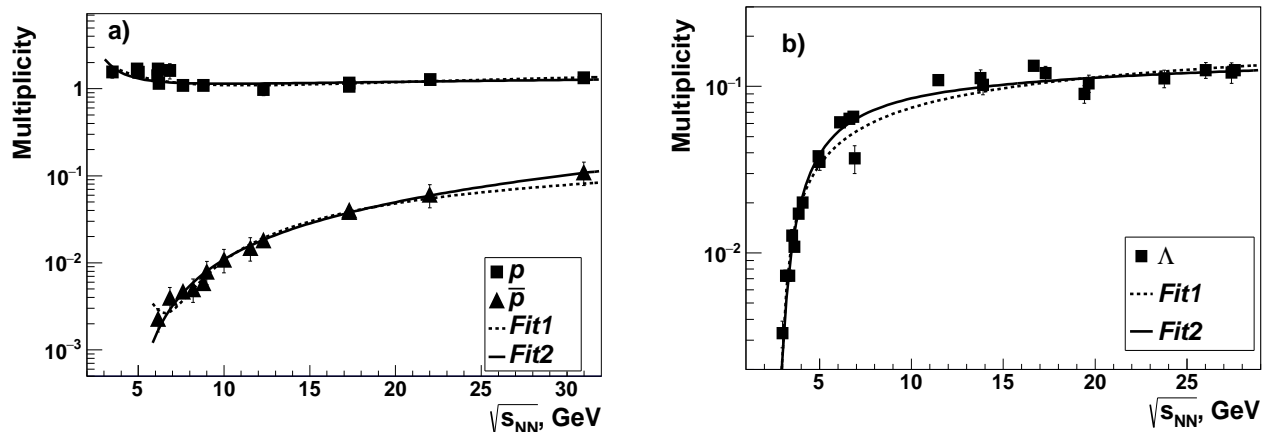 a)
Multiplicity
1
10⁻¹
10⁻²
10⁻³
5 10 15 20 25 30
√s_NN, GeV
p
p̅
Fit1
Fit2
b)
Multiplicity
10⁻¹
10⁻²
5 10 15 20 25
√s_NN, GeV
Λ
Fit1
Fit2